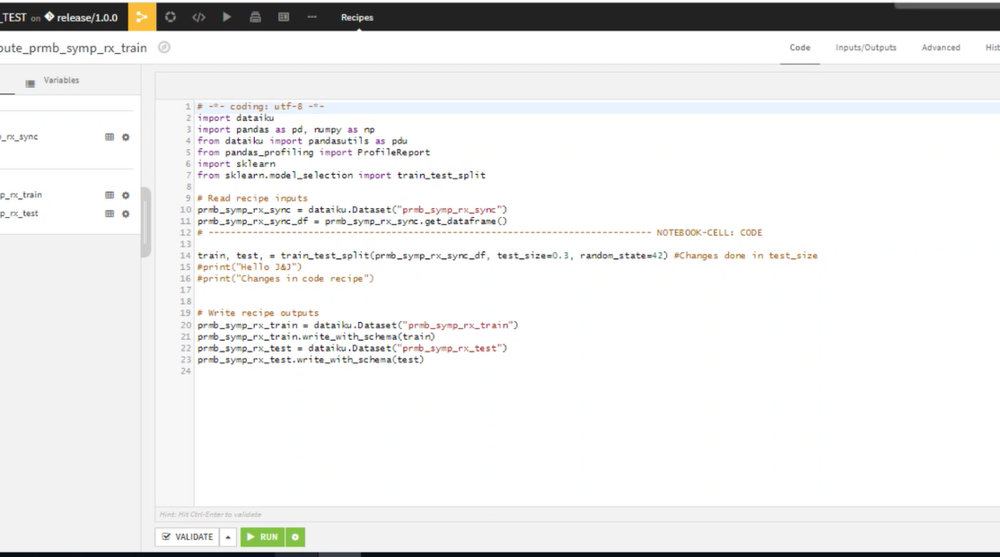 _TEST on release/1.0.0 Recipes
pute_prmb_symp_rx_train Code Inputs/Outputs Advanced Hist
Variables
p_rx_sync
p_rx_train
p_rx_test
1 # -*- coding: utf-8 -*-
2 import dataiku
3 import pandas as pd, numpy as np
4 from dataiku import pandasutils as pdu
5 from pandas_profiling import ProfileReport
6 import sklearn
7 from sklearn.model_selection import train_test_split
8
9 # Read recipe inputs
10 prmb_symp_rx_sync = dataiku.Dataset("prmb_symp_rx_sync")
11 prmb_symp_rx_sync_df = prmb_symp_rx_sync.get_dataframe()
12 # -------------------------------------------------------------------------------- NOTEBOOK-CELL: CODE
13
14 train, test, = train_test_split(prmb_symp_rx_sync_df, test_size=0.3, random_state=42) #Changes done in test_size
15 #print("Hello J&J")
16 #print("Changes in code recipe")
17
18
19 # Write recipe outputs
20 prmb_symp_rx_train = dataiku.Dataset("prmb_symp_rx_train")
21 prmb_symp_rx_train.write_with_schema(train)
22 prmb_symp_rx_test = dataiku.Dataset("prmb_symp_rx_test")
23 prmb_symp_rx_test.write_with_schema(test)
24
Hint: Hit Ctrl-Enter to validate
VALIDATE RUN